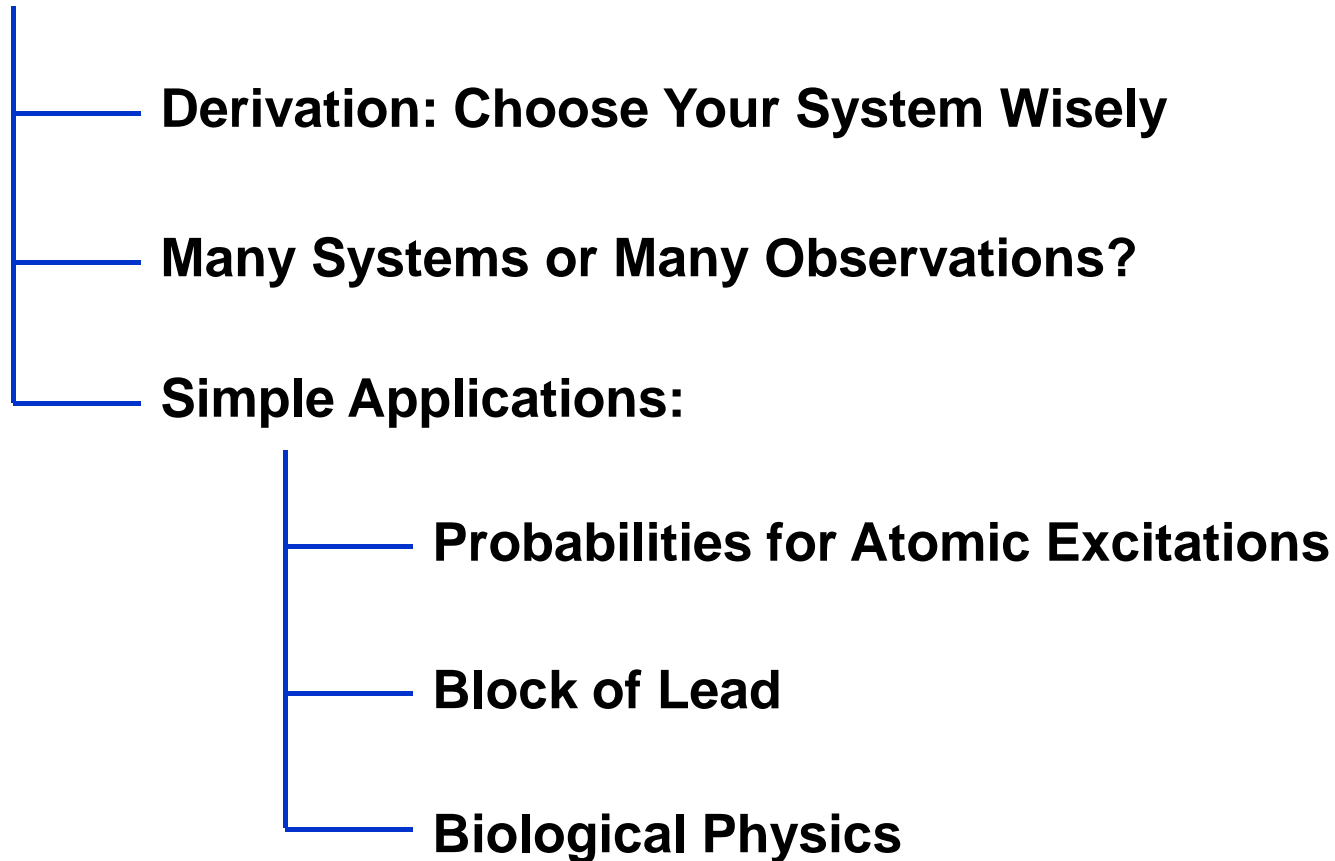 Derivation: Choose Your System Wisely
Many Systems or Many Observations?
Simple Applications:
Probabilities for Atomic Excitations
Block of Lead
Biological Physics